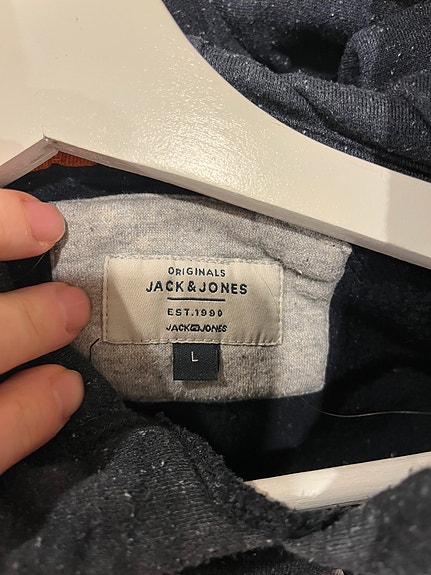 ORIGINALS
JACK & JONES
EST.1990
JACK JONES
L